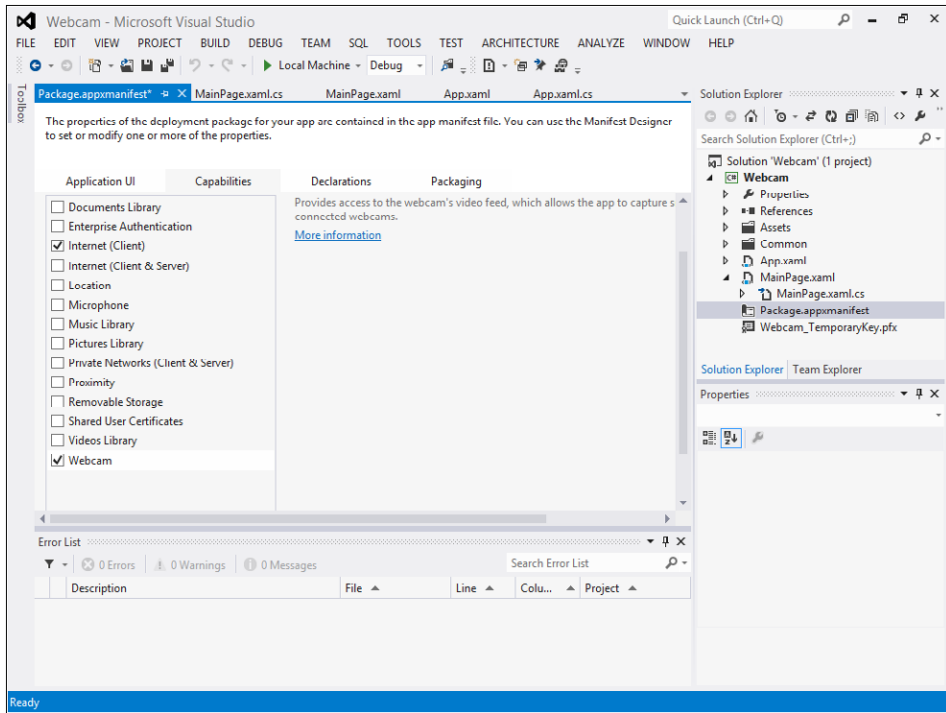 Webcam - Microsoft Visual Studio
Quick Launch (Ctrl+Q)
FILE EDIT VIEW PROJECT BUILD DEBUG TEAM SQL TOOLS TEST ARCHITECTURE ANALYZE WINDOW HELP
Local Machine Debug
Toolbox
Package.appxmanifest* MainPage.xaml.cs MainPage.xaml App.xaml App.xaml.cs
The properties of the deployment package for your app are contained in the app manifest file. You can use the Manifest Designer
to set or modify one or more of the properties.
Application UI Capabilities Declarations Packaging
Documents Library
Enterprise Authentication
Internet (Client)
Internet (Client & Server)
Location
Microphone
Music Library
Pictures Library
Private Networks (Client & Server)
Proximity
Removable Storage
Shared User Certificates
Videos Library
Webcam
Provides access to the webcam's video feed, which allows the app to capture s
connected webcams.
More information
Error List
0 Errors 0 Warnings 0 Messages
Search Error List
Description File Line Colu... Project
Solution Explorer
Search Solution Explorer (Ctrl+;)
Solution 'Webcam' (1 project)
C# Webcam
Properties
References
Assets
Common
App.xaml
MainPage.xaml
MainPage.xaml.cs
Package.appxmanifest
Webcam_TemporaryKey.pfx
Solution Explorer Team Explorer
Properties
Ready